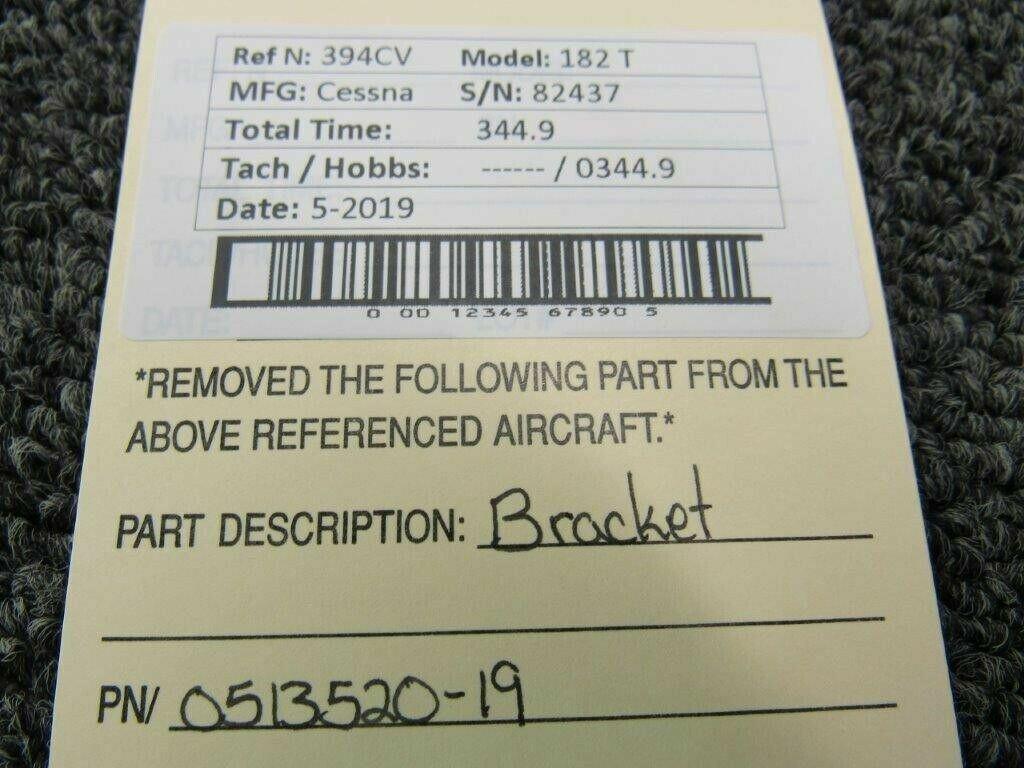 Ref N: 394CV Model: 182 T
MFG: Cessna S/N: 82437
Total Time: 344.9
Tach / Hobbs: ------ / 0344.9
Date: 5-2019
0 00 12345 67890 5
DATE:
*REMOVED THE FOLLOWING PART FROM THE
ABOVE REFERENCED AIRCRAFT.*
PART DESCRIPTION: Bracket
PN/ 0513520-19